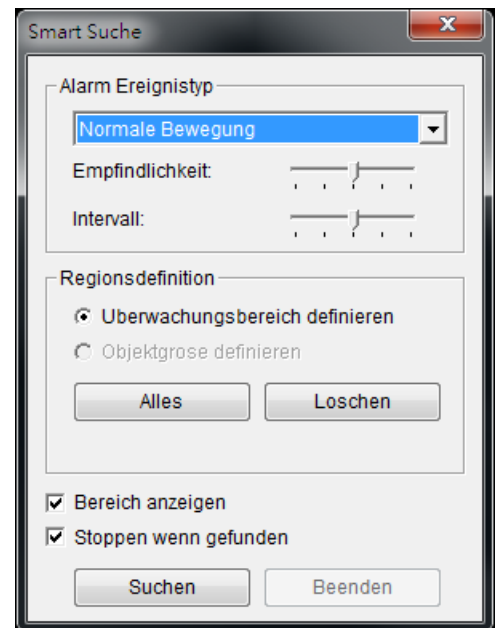 Smart Suche
Alarm Ereignistyp
Normale Bewegung
Empfindlichkeit:
Intervall:
Regionsdefinition
Uberwachungsbereich definieren
Objektgrose definieren
Alles Loschen
Bereich anzeigen
Stoppen wenn gefunden
Suchen Beenden